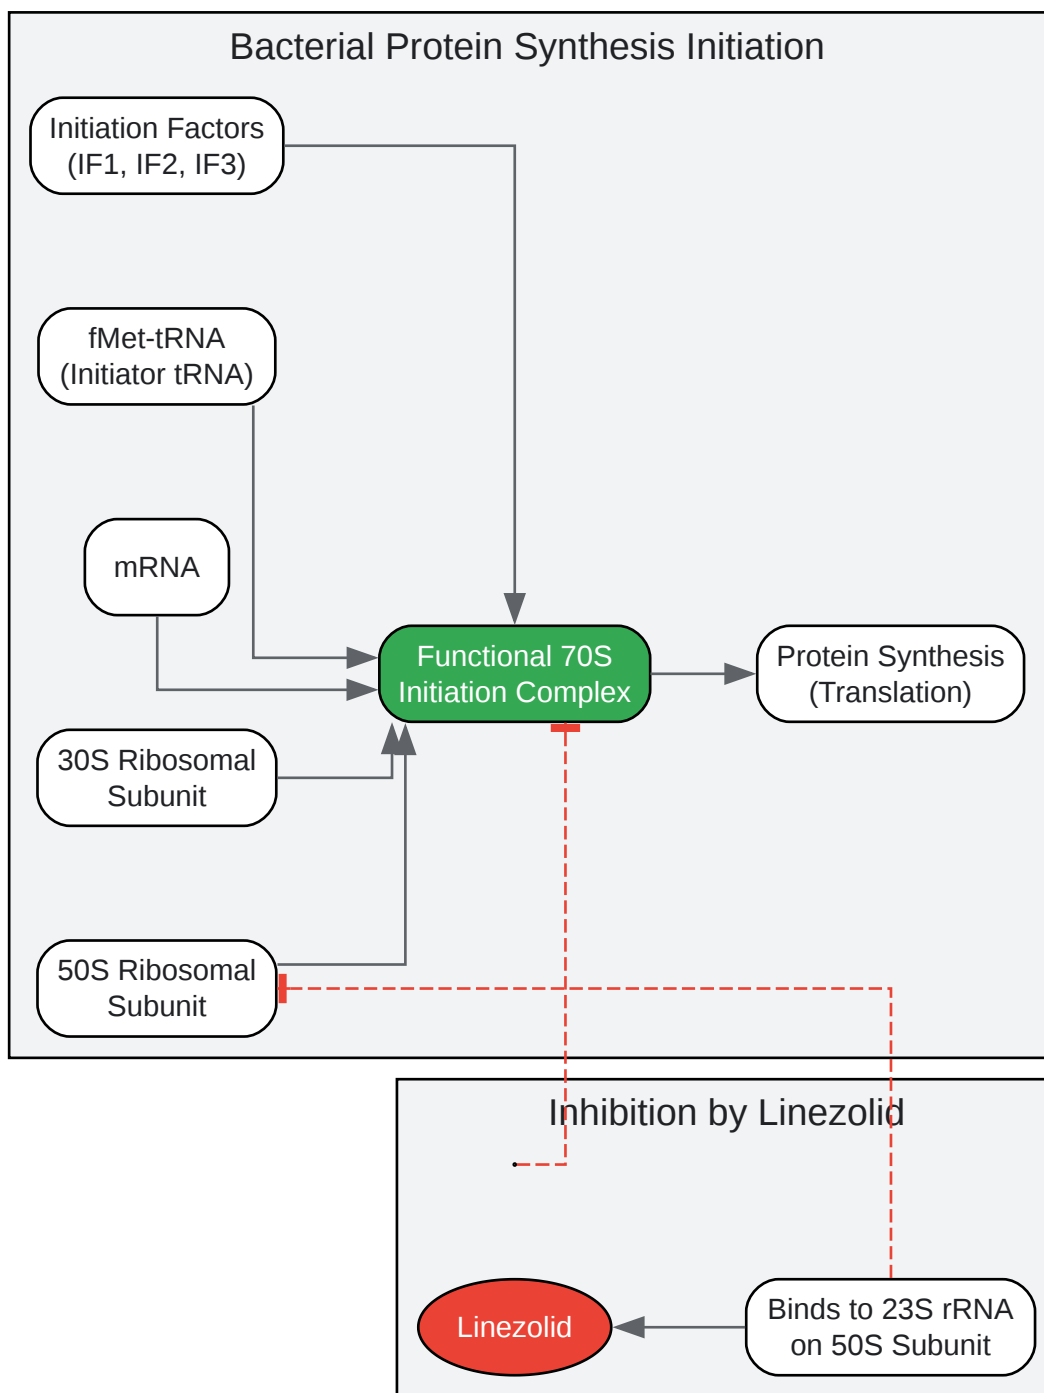 Bacterial Protein Synthesis Initiation
Initiation Factors
(IF1, IF2, IF3)
fMet-tRNA
(Initiator tRNA)
mRNA
Functional 70S
Initiation Complex
Protein Synthesis
(Translation)
30S Ribosomal
Subunit
50S Ribosomal
Subunit
Inhibition by Linezolid
Linezolid
Binds to 23S rRNA
on 50S Subunit